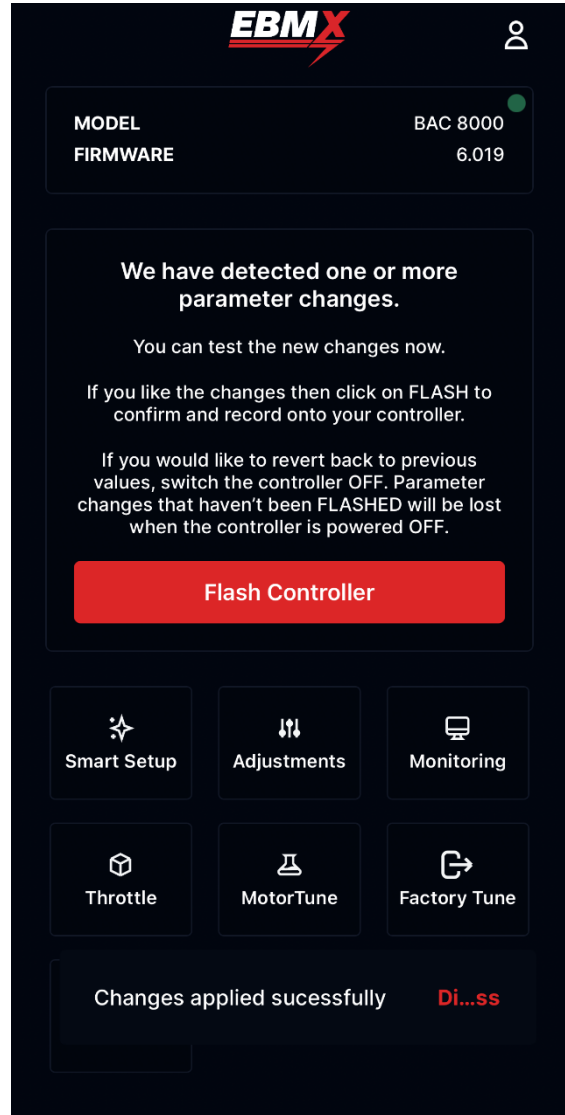 EBMX
MODEL BAC 8000
FIRMWARE 6.019
We have detected one or more
parameter changes.
You can test the new changes now.
If you like the changes then click on FLASH to
confirm and record onto your controller.
If you would like to revert back to previous
values, switch the controller OFF. Parameter
changes that haven’t been FLASHED will be lost
when the controller is powered OFF.
Flash Controller
Smart Setup
Adjustments
Monitoring
Throttle
MotorTune
Factory Tune
Changes applied sucessfully Di...ss